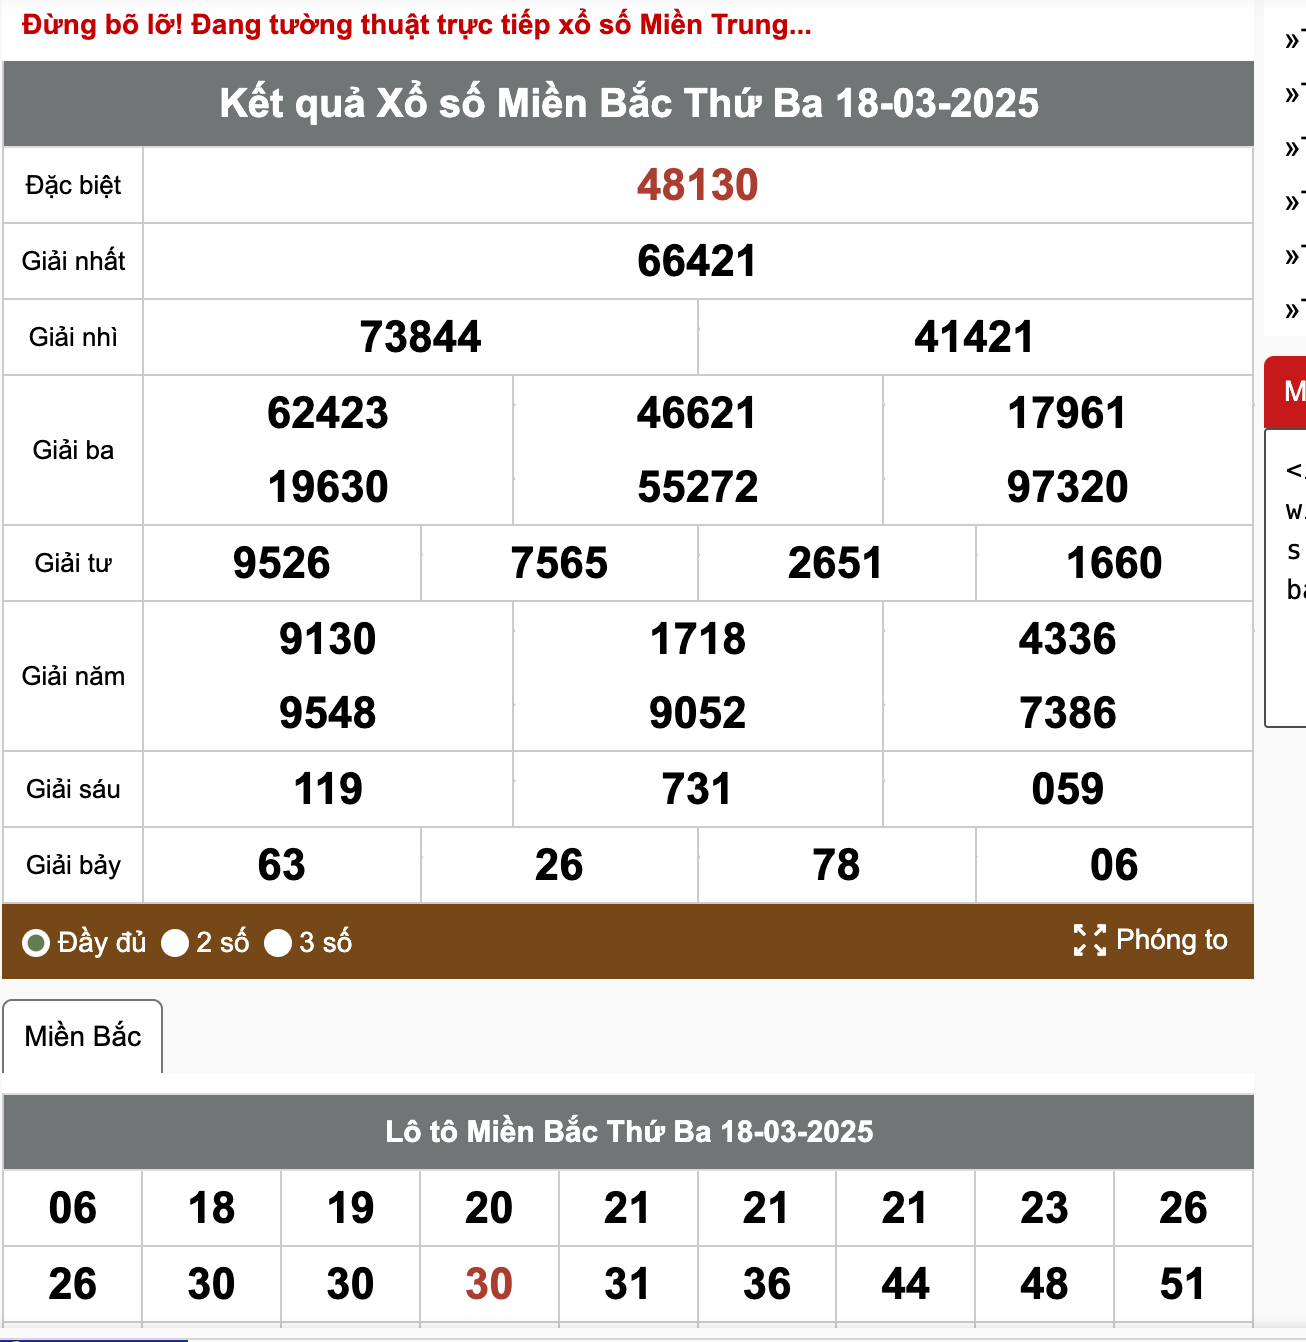 Đừng bõ lỡ! Đang tường thuật trực tiếp xổ số Miền Trung...
Kết quả Xổ số Miền Bắc Thứ Ba 18-03-2025
Đặc biệt 48130
Giải nhất 66421
Giải nhì 73844 41421
Giải ba 62423 46621 17961
19630 55272 97320
Giải tư 9526 7565 2651 1660
Giải năm 9130 1718 4336
9548 9052 7386
Giải sáu 119 731 059
Giải bảy 63 26 78 06
Đầy đủ 2 số 3 số Phóng to
Miền Bắc
Lô tô Miền Bắc Thứ Ba 18-03-2025
06 18 19 20 21 21 21 23 26
26 30 30 30 31 36 44 48 51
»
»
»
»
»
»
M
<
w
s
ba